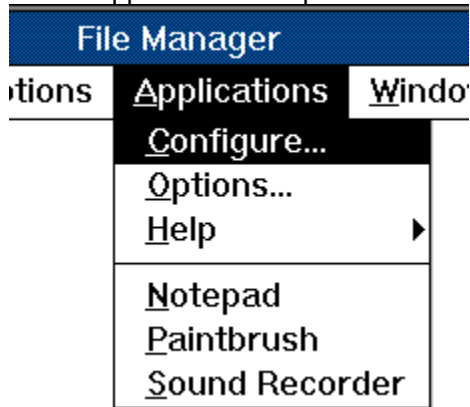 File Manager
tions Applications Windo
Configure...
Options...
Help
Notepad
Paintbrush
Sound Recorder